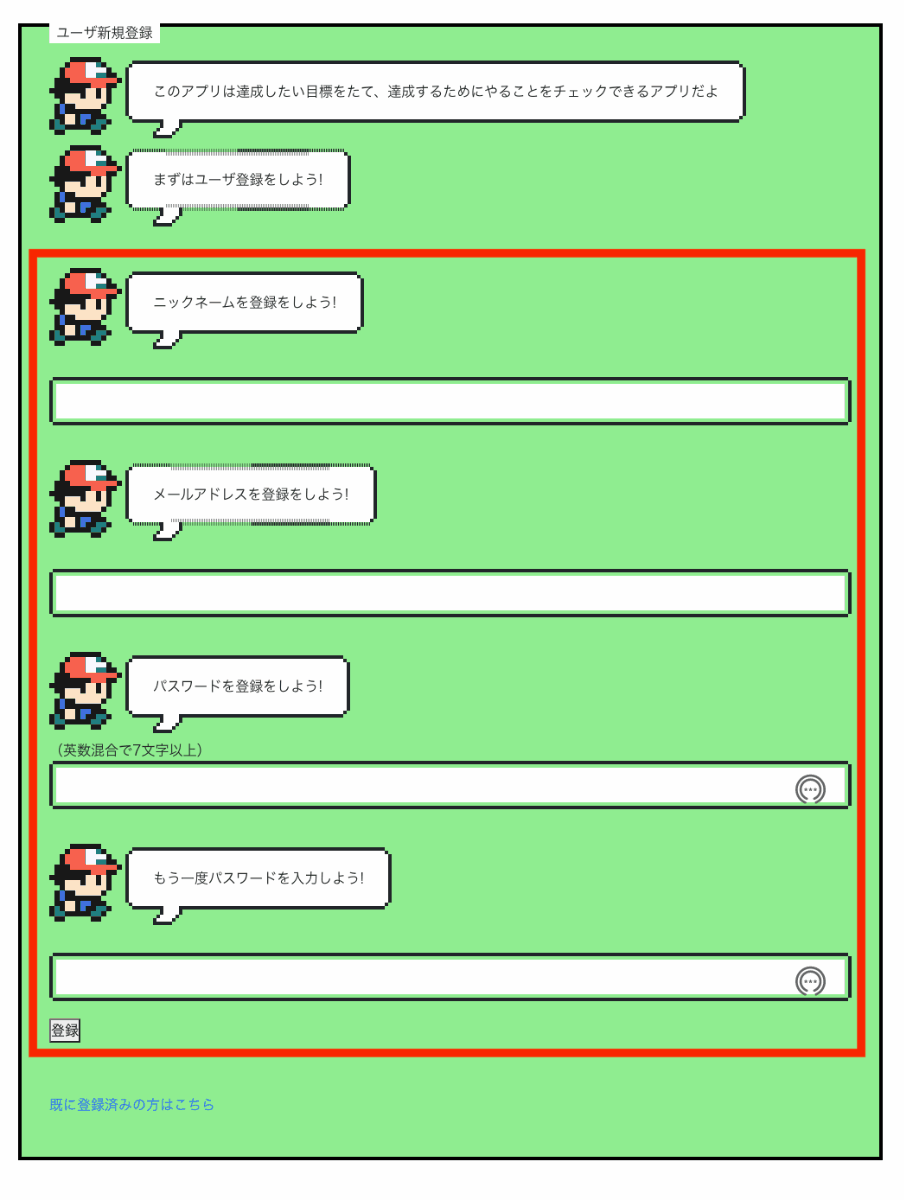 ユーザ新規登録
このアプリは達成したい目標をたて、達成するためにやることをチェックできるアプリだよ
まずはユーザ登録をしよう!
ニックネームを登録をしよう!
メールアドレスを登録をしよう!
パスワードを登録をしよう!
（英数混合で7文字以上）
もう一度パスワードを入力しよう!
登録
既に登録済みの方はこちら